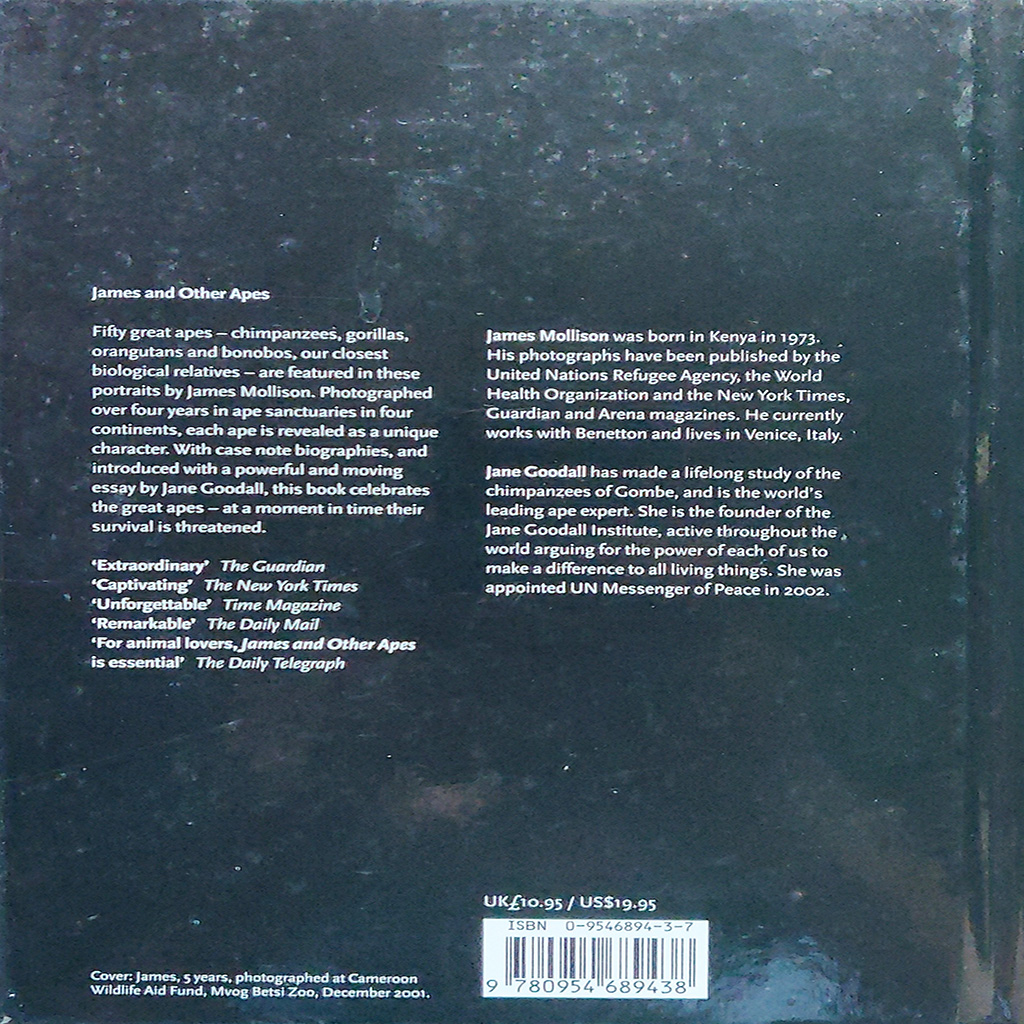 James and Other Apes
Fifty great apes – chimpanzees, gorillas,
orangutans and bonobos, our closest
biological relatives – are featured in these
portraits by James Mollison. Photographed
over four years in ape sanctuaries in four
continents, each ape is revealed as a unique
character. With case note biographies, and
introduced with a powerful and moving
essay by Jane Goodall, this book celebrates
the great apes – at a moment in time their
survival is threatened.
‘Extraordinary’ The Guardian
‘Captivating’ The New York Times
‘Unforgettable’ Time Magazine
‘Remarkable’ The Daily Mail
‘For animal lovers, James and Other Apes
is essential’ The Daily Telegraph
James Mollison was born in Kenya in 1973.
His photographs have been published by the
United Nations Refugee Agency, the World
Health Organization and the New York Times,
Guardian and Arena magazines. He currently
works with Benetton and lives in Venice, Italy.
Jane Goodall has made a lifelong study of the
chimpanzees of Gombe, and is the world's
leading ape expert. She is the founder of the
Jane Goodall Institute, active throughout the
world arguing for the power of each of us to
make a difference to all living things. She was
appointed UN Messenger of Peace in 2002.
Cover: James, 5 years, photographed at Cameroon
Wildlife Aid Fund, Mvog Betsi Zoo, December 2001.
UK£10.95 / US$19.95
ISBN 0-9546894-3-7
9 780954 689438